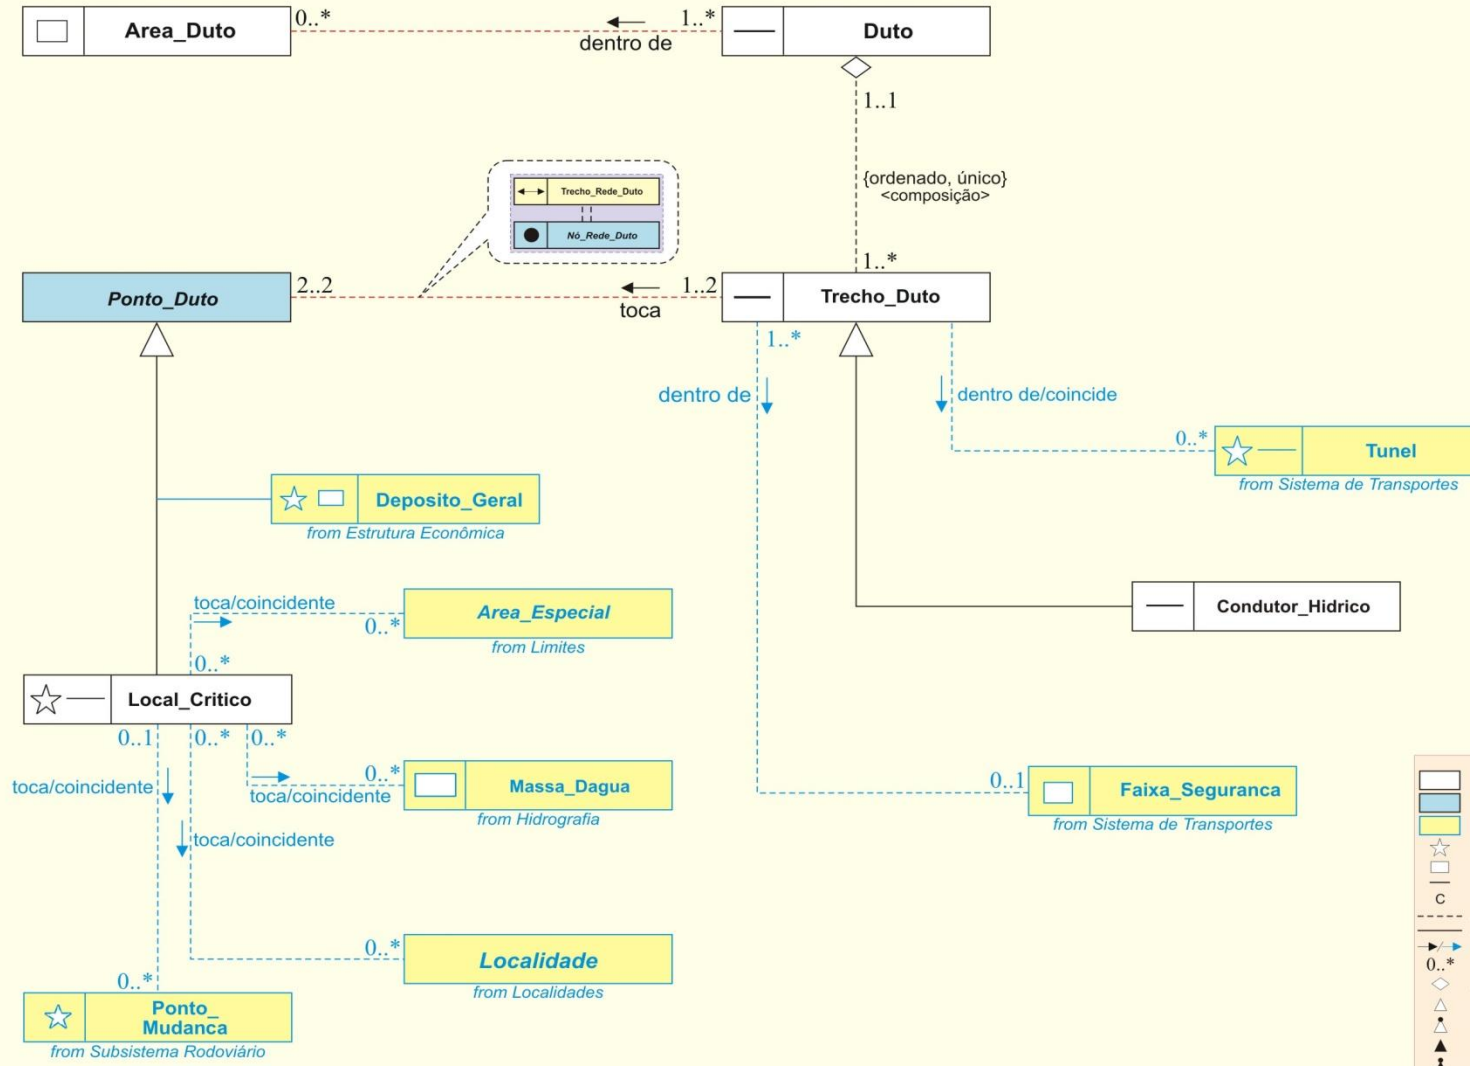 Area_Duto
0..*
dentro de
1..*
Duto
1..1
{ordenado, único}
<composição>
1..*
Trecho_Rede_Duto
Nó_Rede_Duto
Ponto_Duto
2..2
toca
1..2
Trecho_Duto
1..*
dentro de
dentro de/coincide
0..*
Tunel
from Sistema de Transportes
Deposito_Geral
from Estrutura Econômica
toca/coincidente
0..*
Area_Especial
from Limites
0..*
Condutor_Hidrico
Local_Critico
0..1
0..*
0..*
toca/coincidente
toca/coincidente
0..*
Massa_Dagua
from Hidrografia
0..1
Faixa_Seguranca
from Sistema de Transportes
toca/coincidente
0..*
Localidade
from Localidades
0..*
Ponto_
Mudanca
from Subsistema Rodoviário
C
0..*